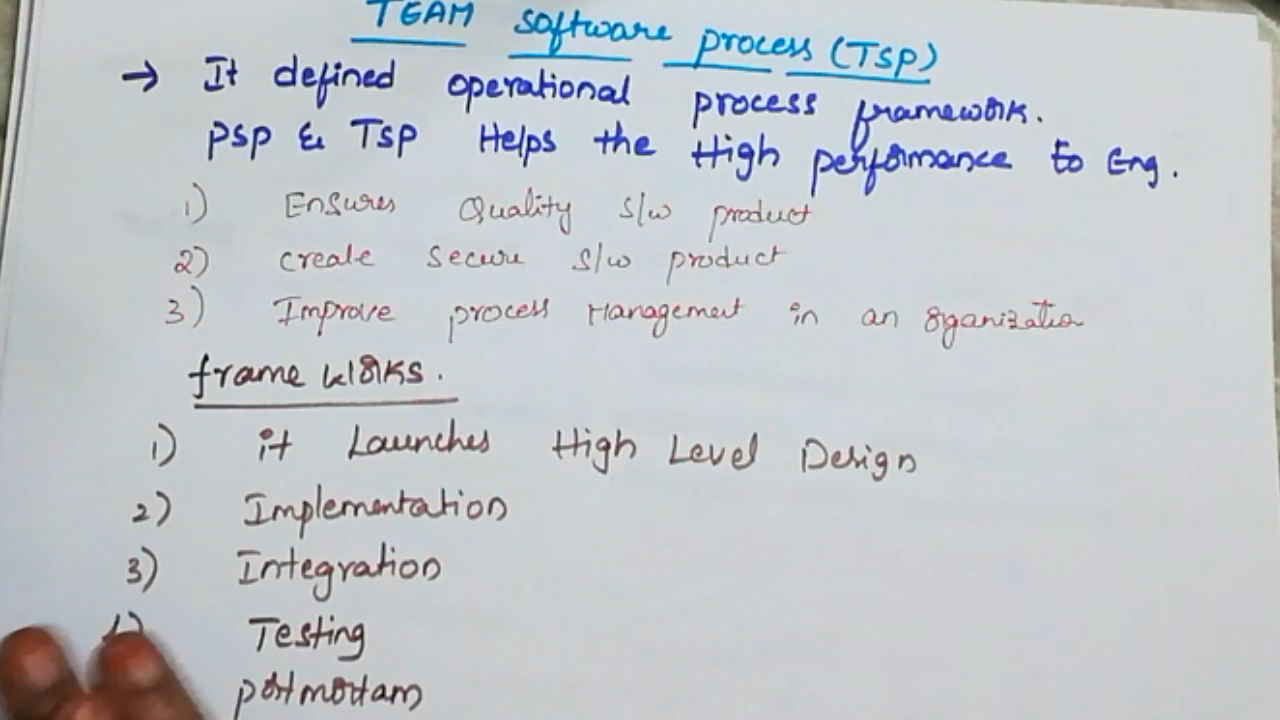 TEAM software process (TSP)
→ It defined operational process framework.
PSP & TSP Helps the High performance to Eng.
1) Ensures Quality s/w product
2) create secure s/w product
3) Improve process Management in an organization
frame works.
1) it Launches High Level Design
2) Implementation
3) Integration
Testing
postmortam